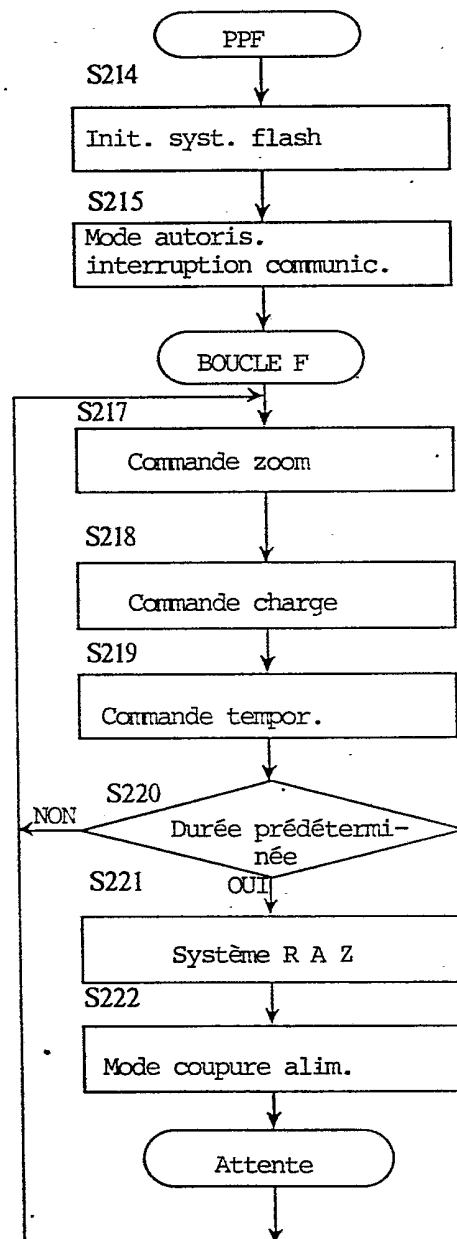 PPF
S214
Init. syst. flash
S215
Mode autoris.
interruption communic.
BOUCLE F
S217
Commande zoom
S218
Commande charge
S219
Commande tempor.
S220
NON
Durée prédétermi-
née
S221
OUI
Système R A Z
S222
Mode coupure alim.
Attente